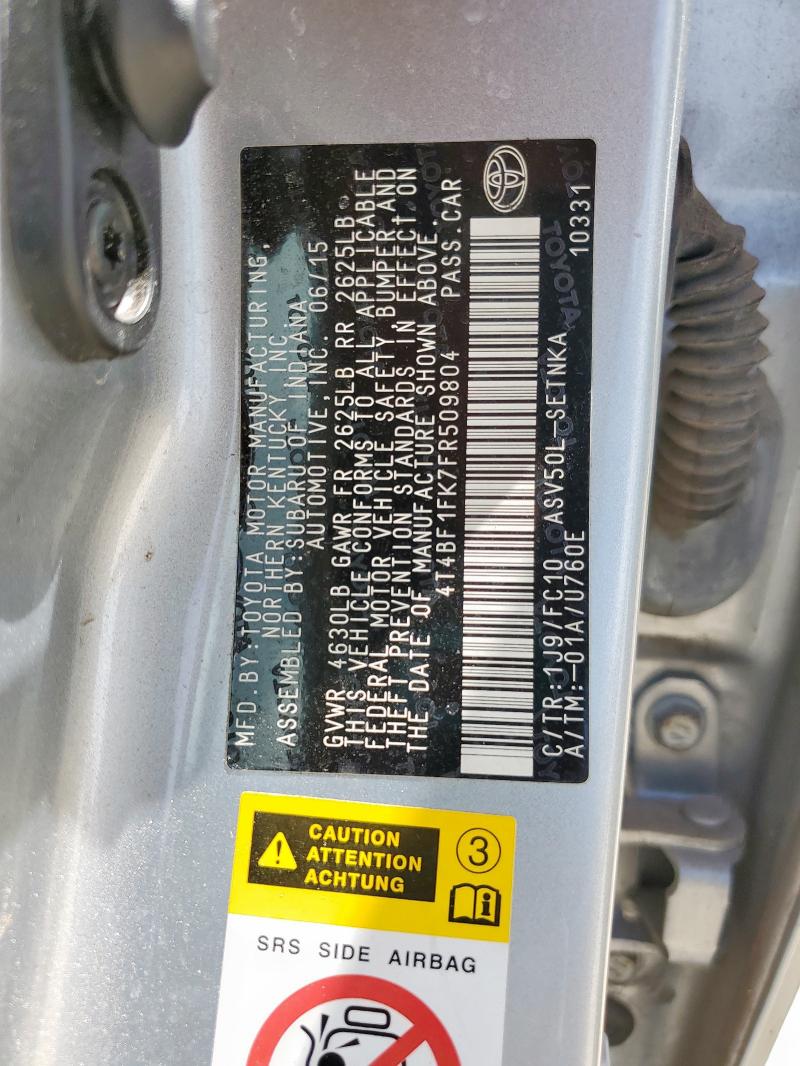 MFD.BY:TOYOTA MOTOR MANUFACTURING,
NORTHERN KENTUCKY INC.
ASSEMBLED BY:SUBARU OF INDIANA
AUTOMOTIVE,INC. 06/15
GVWR 4630LB GAWR FR 2625LB RR 2625LB
THIS VEHICLE CONFORMS TO ALL APPLICABLE
FEDERAL MOTOR VEHICLE SAFETY, BUMPER AND
THEFT PREVENTION STANDARDS IN EFFECT ON
THE DATE OF MANUFACTURE SHOWN ABOVE.
4T4BF1FK7FR509804 PASS.CAR
C/TR:1J9/FC10 ASV50L-SETNKA
A/TM:-01A/U760E 10331
TOYOTA
CAUTION
ATTENTION
ACHTUNG
3
SRS SIDE AIRBAG